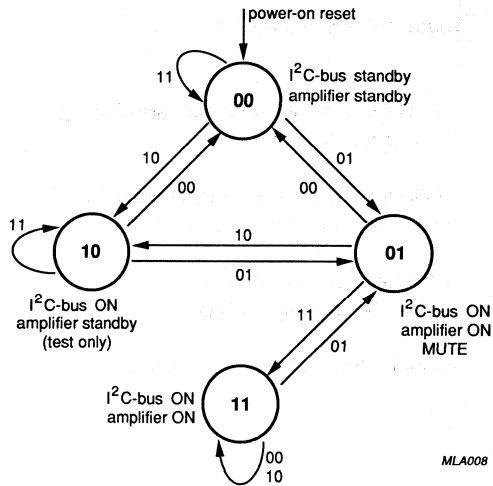 power-on reset
11
00
I²C-bus standby
amplifier standby
10
00
01
00
11
10
10
01
01
I²C-bus ON
amplifier standby
(test only)
I²C-bus ON
amplifier ON
MUTE
11
01
I²C-bus ON
amplifier ON
11
00
10
MLA008